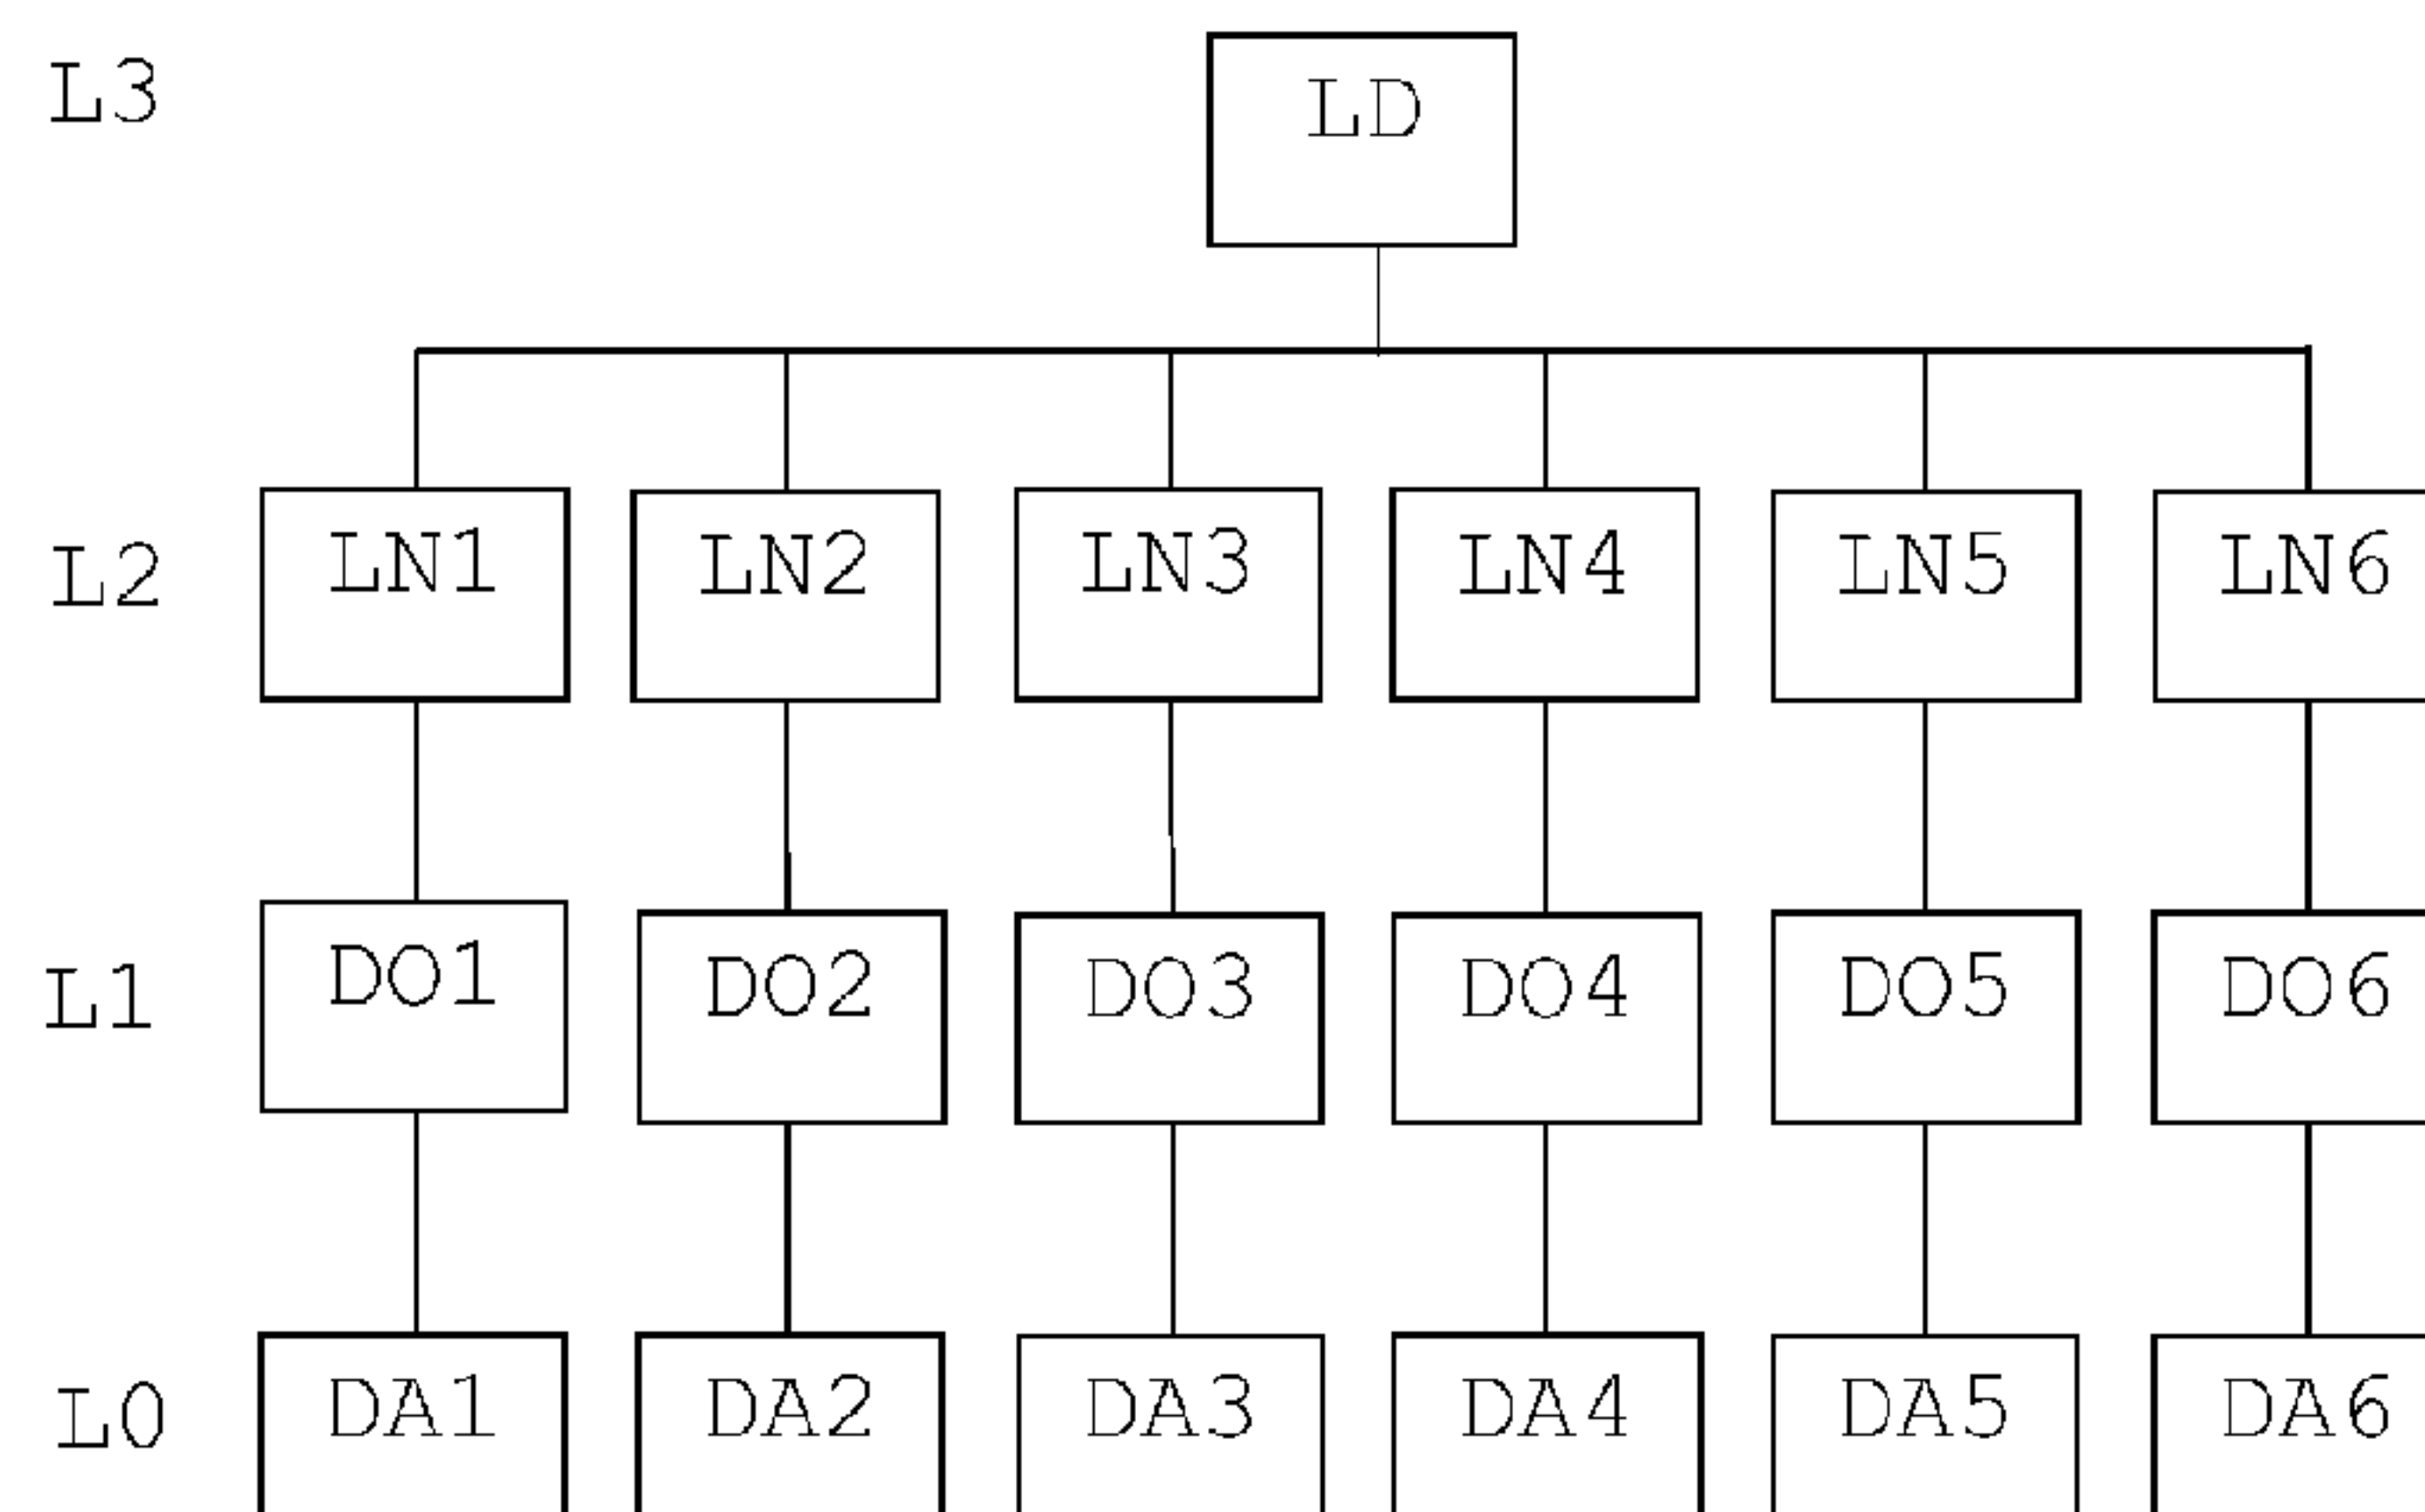 L3 LD
L2 LN1 LN2 LN3 LN4 LN5 LN6
L1 DO1 DO2 DO3 DO4 DO5 DO6
L0 DA1 DA2 DA3 DA4 DA5 DA6